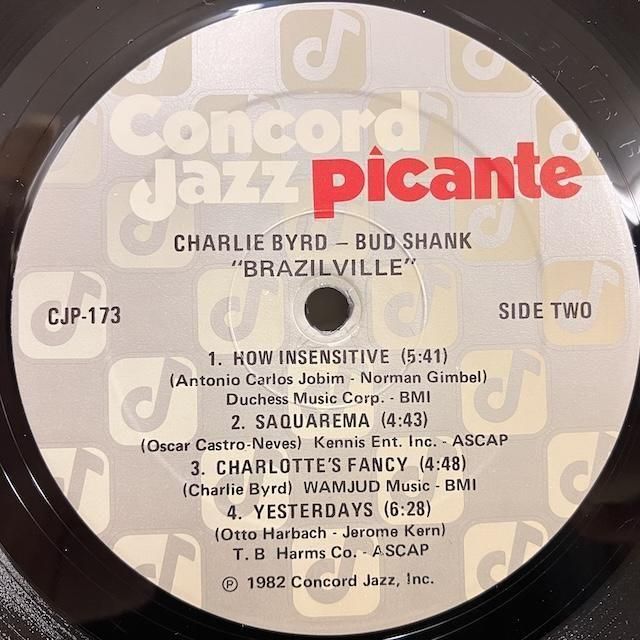 Concord
Jazz picante
CHARLIE BYRD – BUD SHANK
"BRAZILVILLE"
CJP-173
SIDE TWO
1. HOW INSENSITIVE (5:41)
(Antonio Carlos Jobim - Norman Gimbel)
Duchess Music Corp. - BMI
2. SAQUAREMA (4:43)
(Oscar Castro-Neves) Kennis Ent. Inc. - ASCAP
3. CHARLOTTE'S FANCY (4:48)
(Charlie Byrd) WAMJUD Music - BMI
4. YESTERDAYS (6:28)
(Otto Harbach - Jerome Kern)
T. B Harms Co. - ASCAP
℗ 1982 Concord Jazz, Inc.